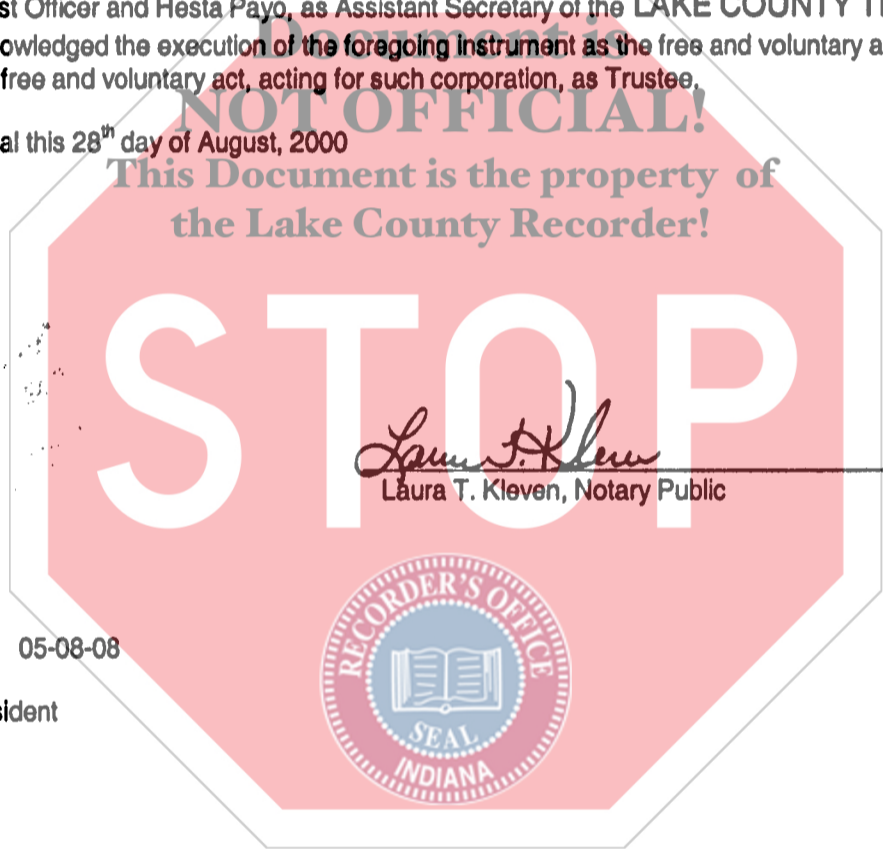 st Officer and Hesta Payo, as Assistant Secretary of the LAKE COUNTY
owledged the execution of the foregoing instrument as the free and voluntary a
Document is
free and voluntary act, acting for such corporation, as Trustee,
NOT OFFICIAL!
al this 28th day of August, 2000
This Document is the property of
the Lake County Recorder!
STOP
Laura T. Kleven
Laura T. Kleven, Notary Public
RECORDER'S OFFICE
05-08-08
sident
SEAL
INDIANA